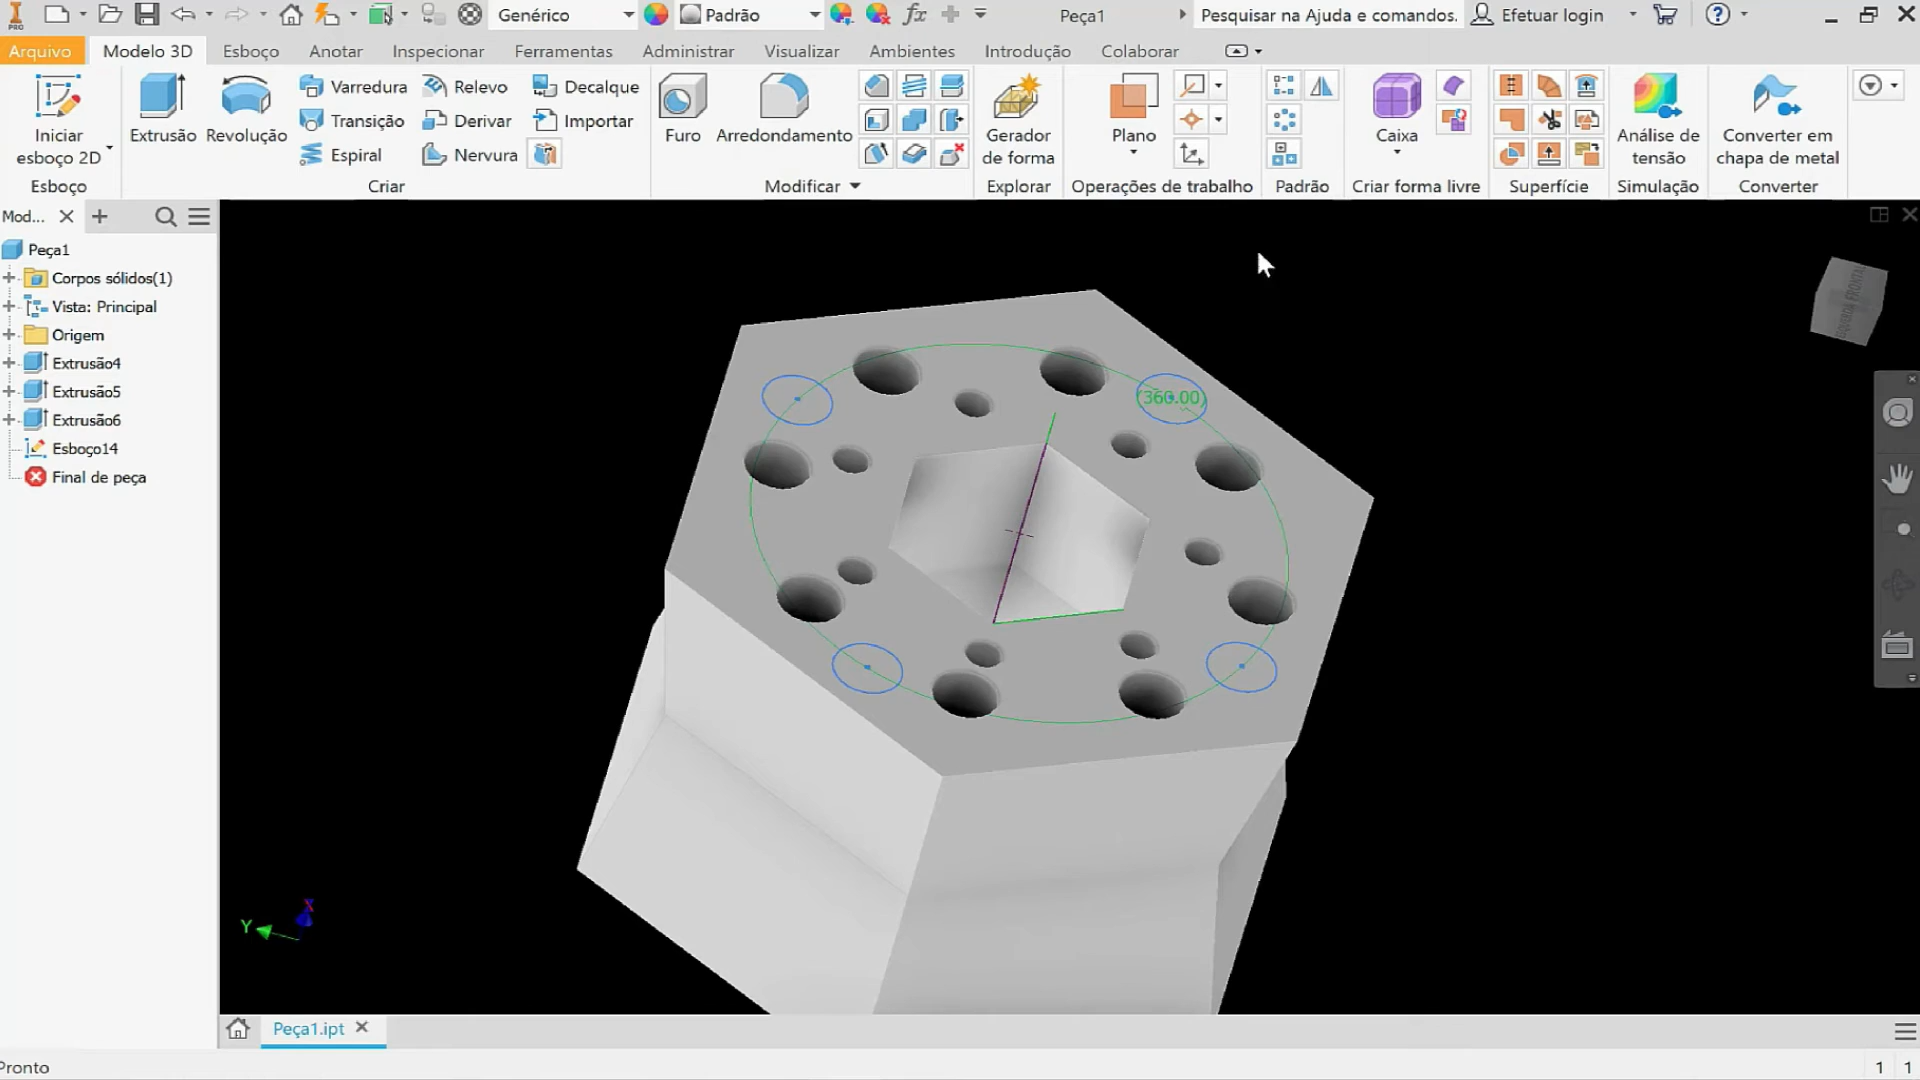 PRO
Genérico
Padrão
fx
Peça1
Pesquisar na Ajuda e comandos.
Efetuar login
Arquivo
Modelo 3D
Esboço
Anotar
Inspecionar
Ferramentas
Administrar
Visualizar
Ambientes
Introdução
Colaborar
Iniciar
esboço 2D
Extrusão
Revolução
Varredura
Transição
Espiral
Relevo
Derivar
Nervura
Decalque
Importar
Furo
Arredondamento
Gerador
de forma
Plano
Caixa
Análise de
tensão
Converter em
chapa de metal
Esboço
Criar
Modificar
Explorar
Operações de trabalho
Padrão
Criar forma livre
Superfície
Simulação
Converter
Mod...
Peça1
Corpos sólidos(1)
Vista: Principal
Origem
Extrusão4
Extrusão5
Extrusão6
Esboço14
Final de peça
(360.00)
FRONTAL
X
Y
Peça1.ipt
Pronto
1 1